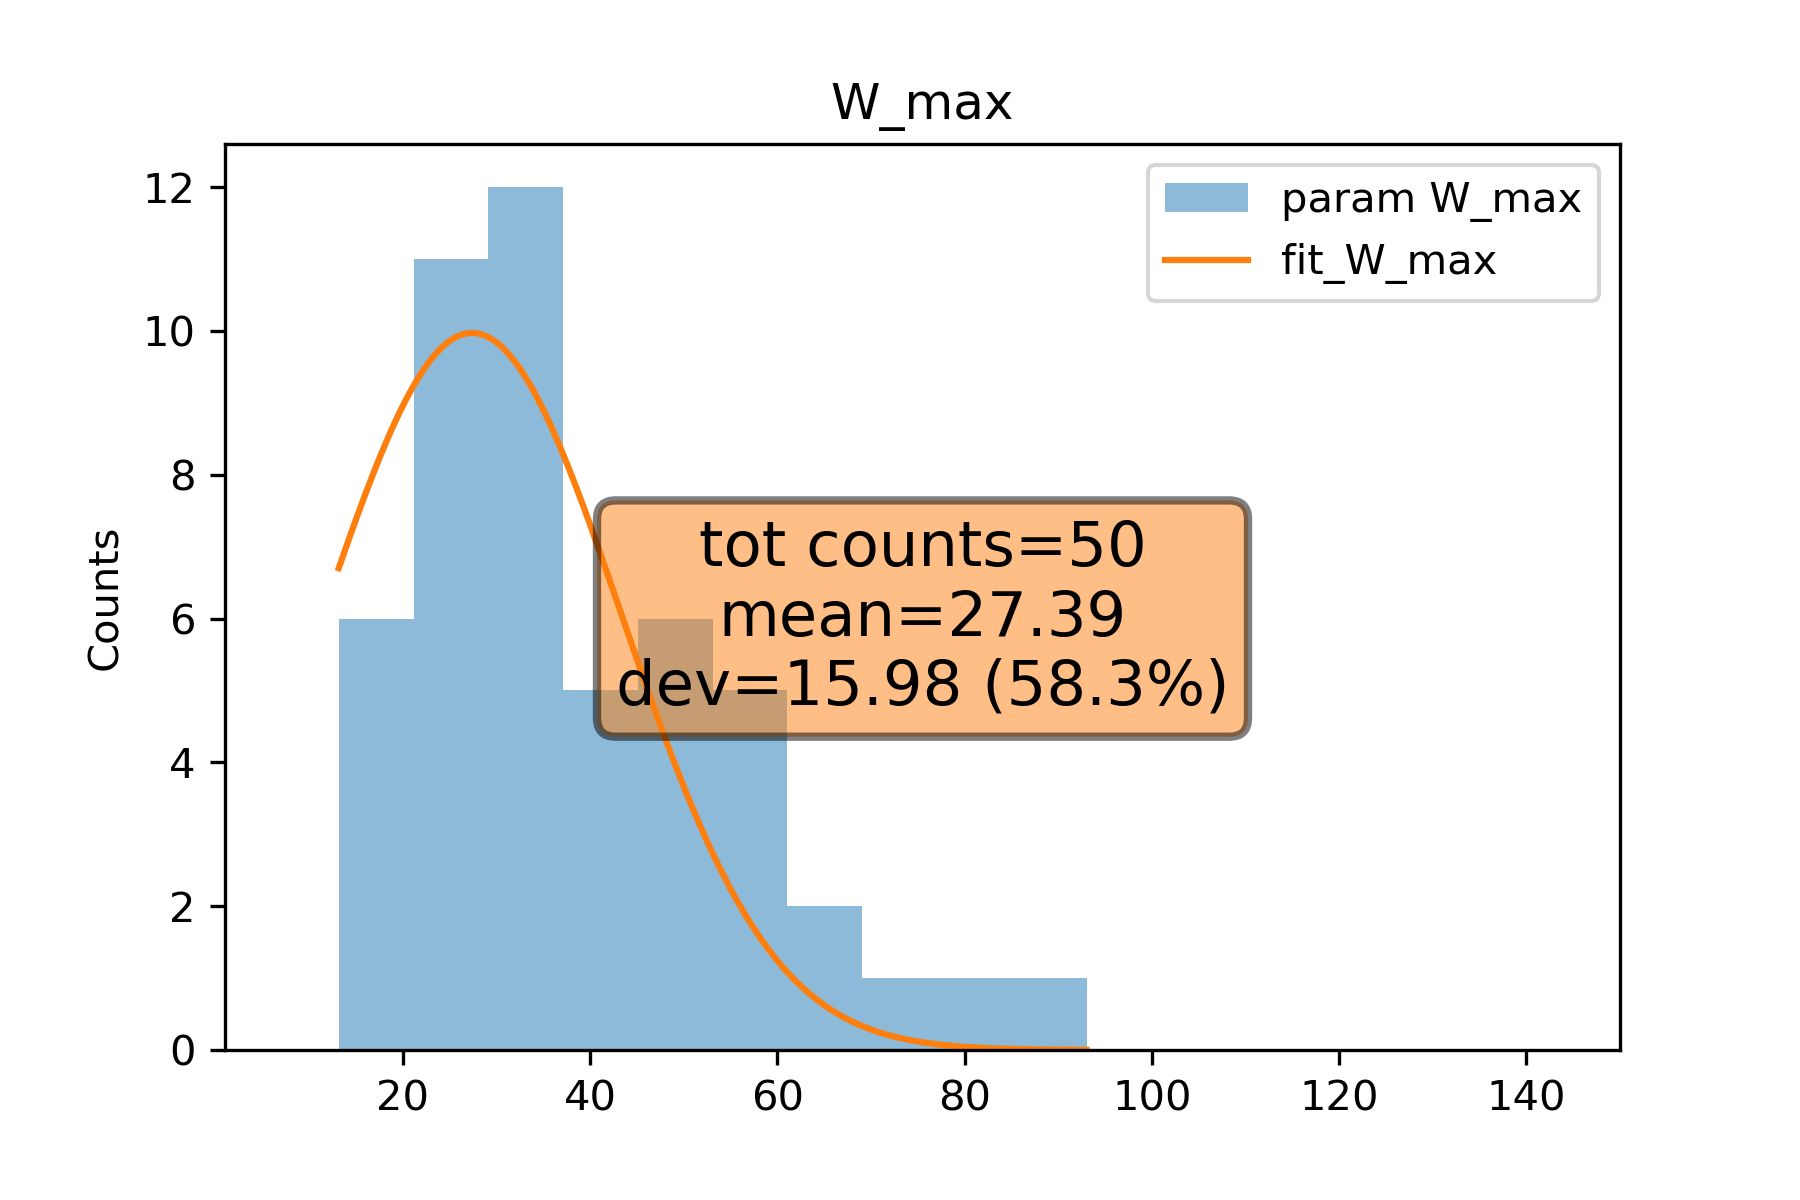 W_max
param W_max
fit_W_max
12
10
8
6
4
2
0
Counts
tot counts=50
mean=27.39
dev=15.98 (58.3%)
20 40 60 80 100 120 140